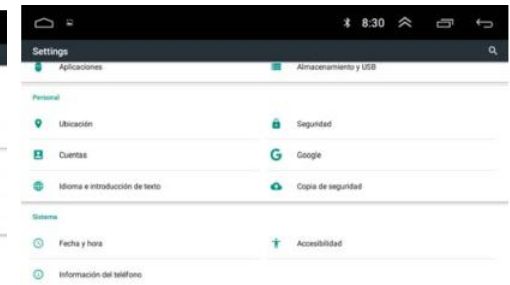 8:30
Settings
Aplicaciones
Almacenamiento y USB
Personal
Ubicación
Seguridad
Cuentas
Google
Idioma e introducción de texto
Copia de seguridad
Sistema
Fecha y hora
Accesibilidad
Información del teléfono